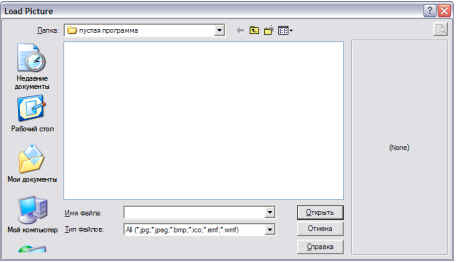 Load Picture
Папка:
пустая программа
Недавние
документы
Рабочий стол
Мои документы
Мой компьютер
(None)
Имя файла:
Открыть
Тип файлов:
All (*.jpg;*.jpeg;*.bmp;*.ico;*.emf;*.wmf)
Отмена
Справка